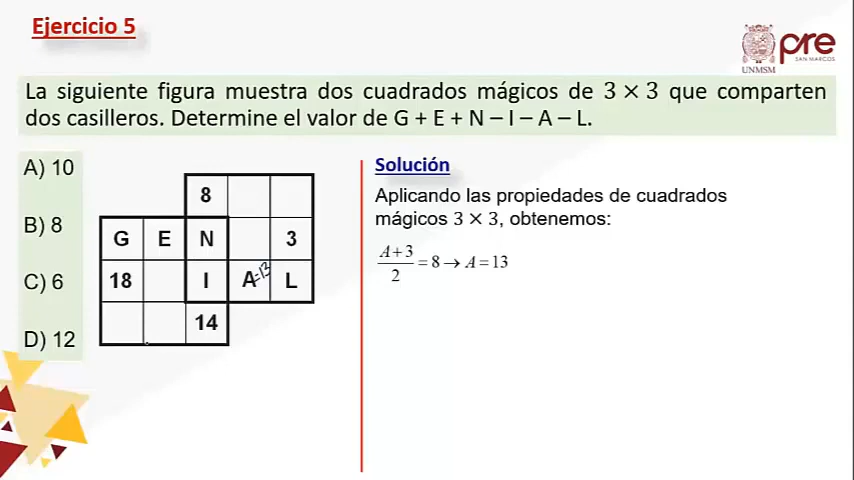 Ejercicio 5
UNMSM
pre
SAN MARCOS
La siguiente figura muestra dos cuadrados mágicos de 3 × 3 que comparten
dos casilleros. Determine el valor de G + E + N – I – A – L.
A) 10
B) 8
C) 6
D) 12
8
G E N 3
18 I A=13 L
14
Solución
Aplicando las propiedades de cuadrados
mágicos 3 × 3, obtenemos:
(A+3)/2 = 8 → A = 13